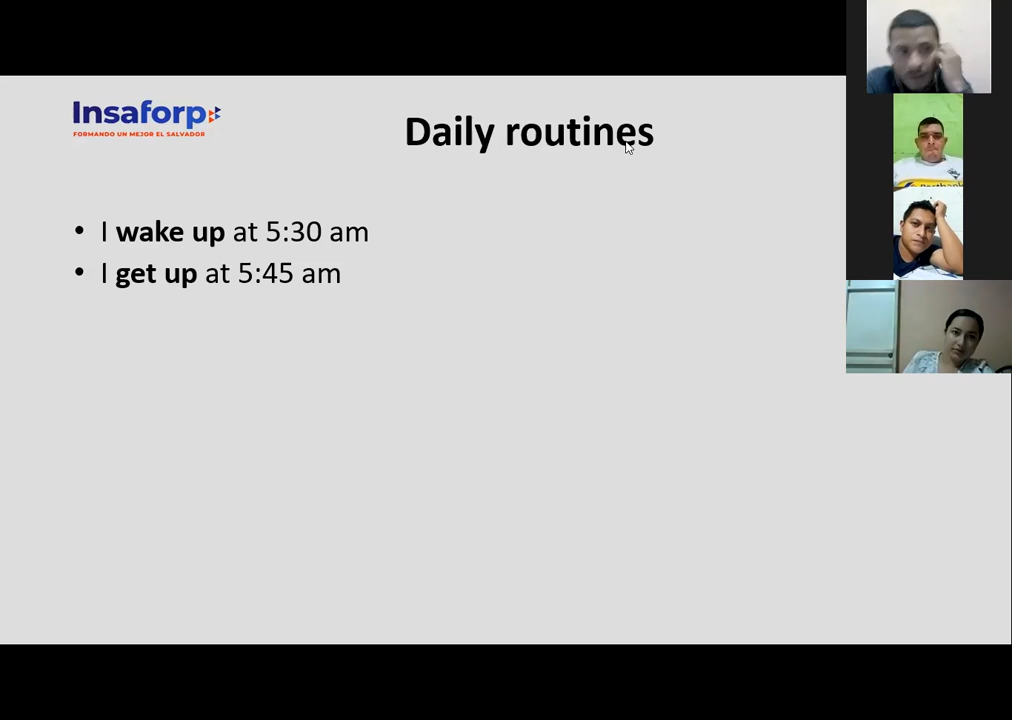 Insaforp
FORMANDO UN MEJOR EL SALVADOR
Daily routines
• I wake up at 5:30 am
• I get up at 5:45 am